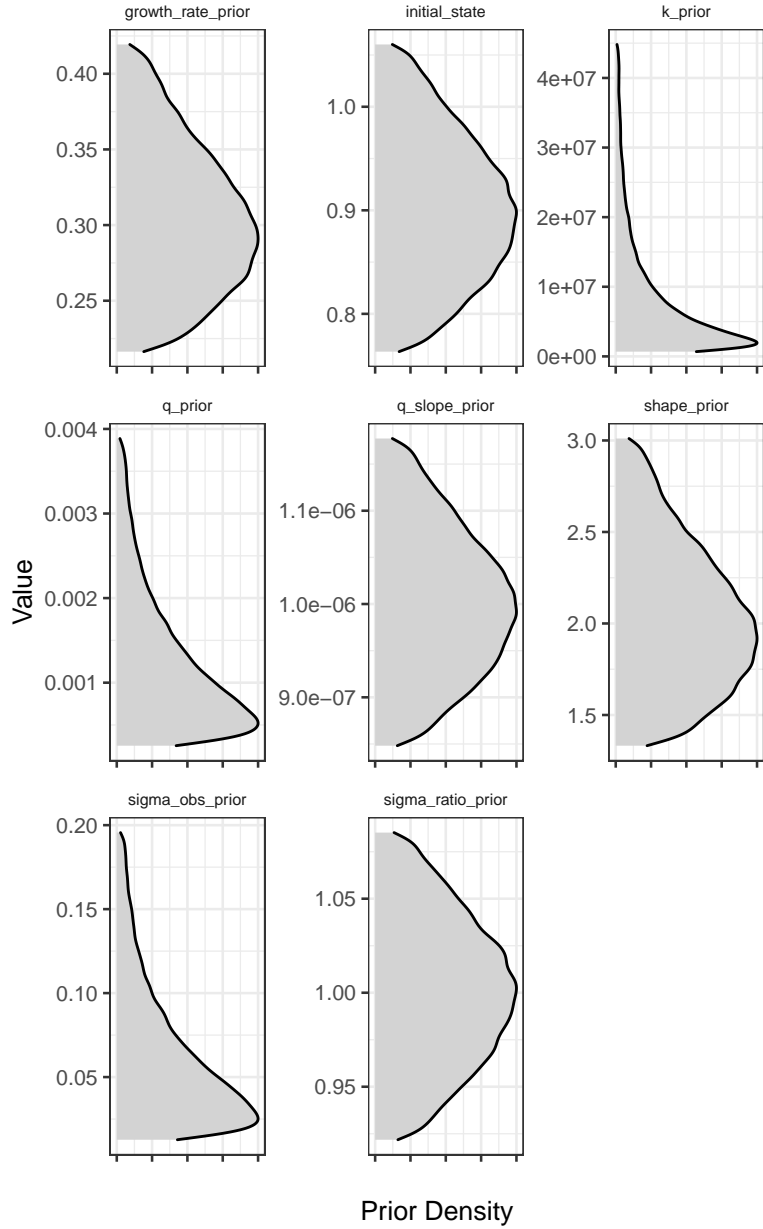 growth_rate_prior
initial_state
k_prior
0.40
0.35
0.30
0.25
1.0
0.9
0.8
4e+07
3e+07
2e+07
1e+07
0e+00
q_prior
q_slope_prior
shape_prior
0.004
0.003
0.002
0.001
1.1e−06
1.0e−06
9.0e−07
3.0
2.5
2.0
1.5
sigma_obs_prior
sigma_ratio_prior
0.20
0.15
0.10
0.05
1.05
1.00
0.95
Value
Prior Density